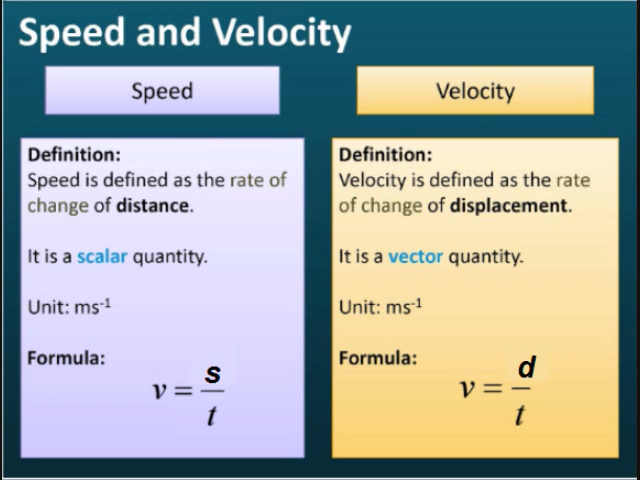 Speed and Velocity
Speed
Definition:
Speed is defined as the rate of
change of distance.
It is a scalar quantity.
Unit: ms⁻¹
Formula:
v = s/t
Velocity
Definition:
Velocity is defined as the rate
of change of displacement.
It is a vector quantity.
Unit: ms⁻¹
Formula:
v = d/t